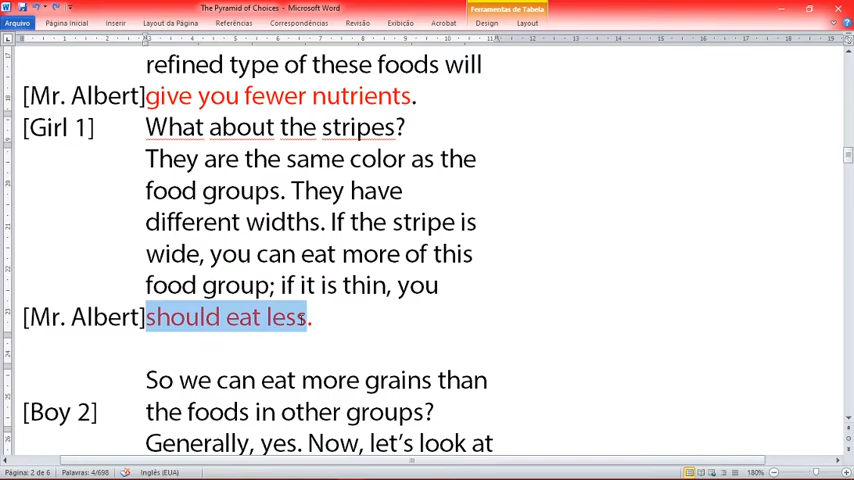 The Pyramid of Choices - Microsoft Word
Ferramentas de Tabela
Arquivo Página Inicial Inserir Layout da Página Referências Correspondências Revisão Exibição Acrobat Design Layout
refined type of these foods will
[Mr. Albert] give you fewer nutrients.
[Girl 1] What about the stripes?
They are the same color as the
food groups. They have
different widths. If the stripe is
wide, you can eat more of this
food group; if it is thin, you
[Mr. Albert] should eat less.
So we can eat more grains than
[Boy 2] the foods in other groups?
Generally, yes. Now, let's look at
Página: 2 de 6 Palavras: 4/698 Inglês (EUA) 180%